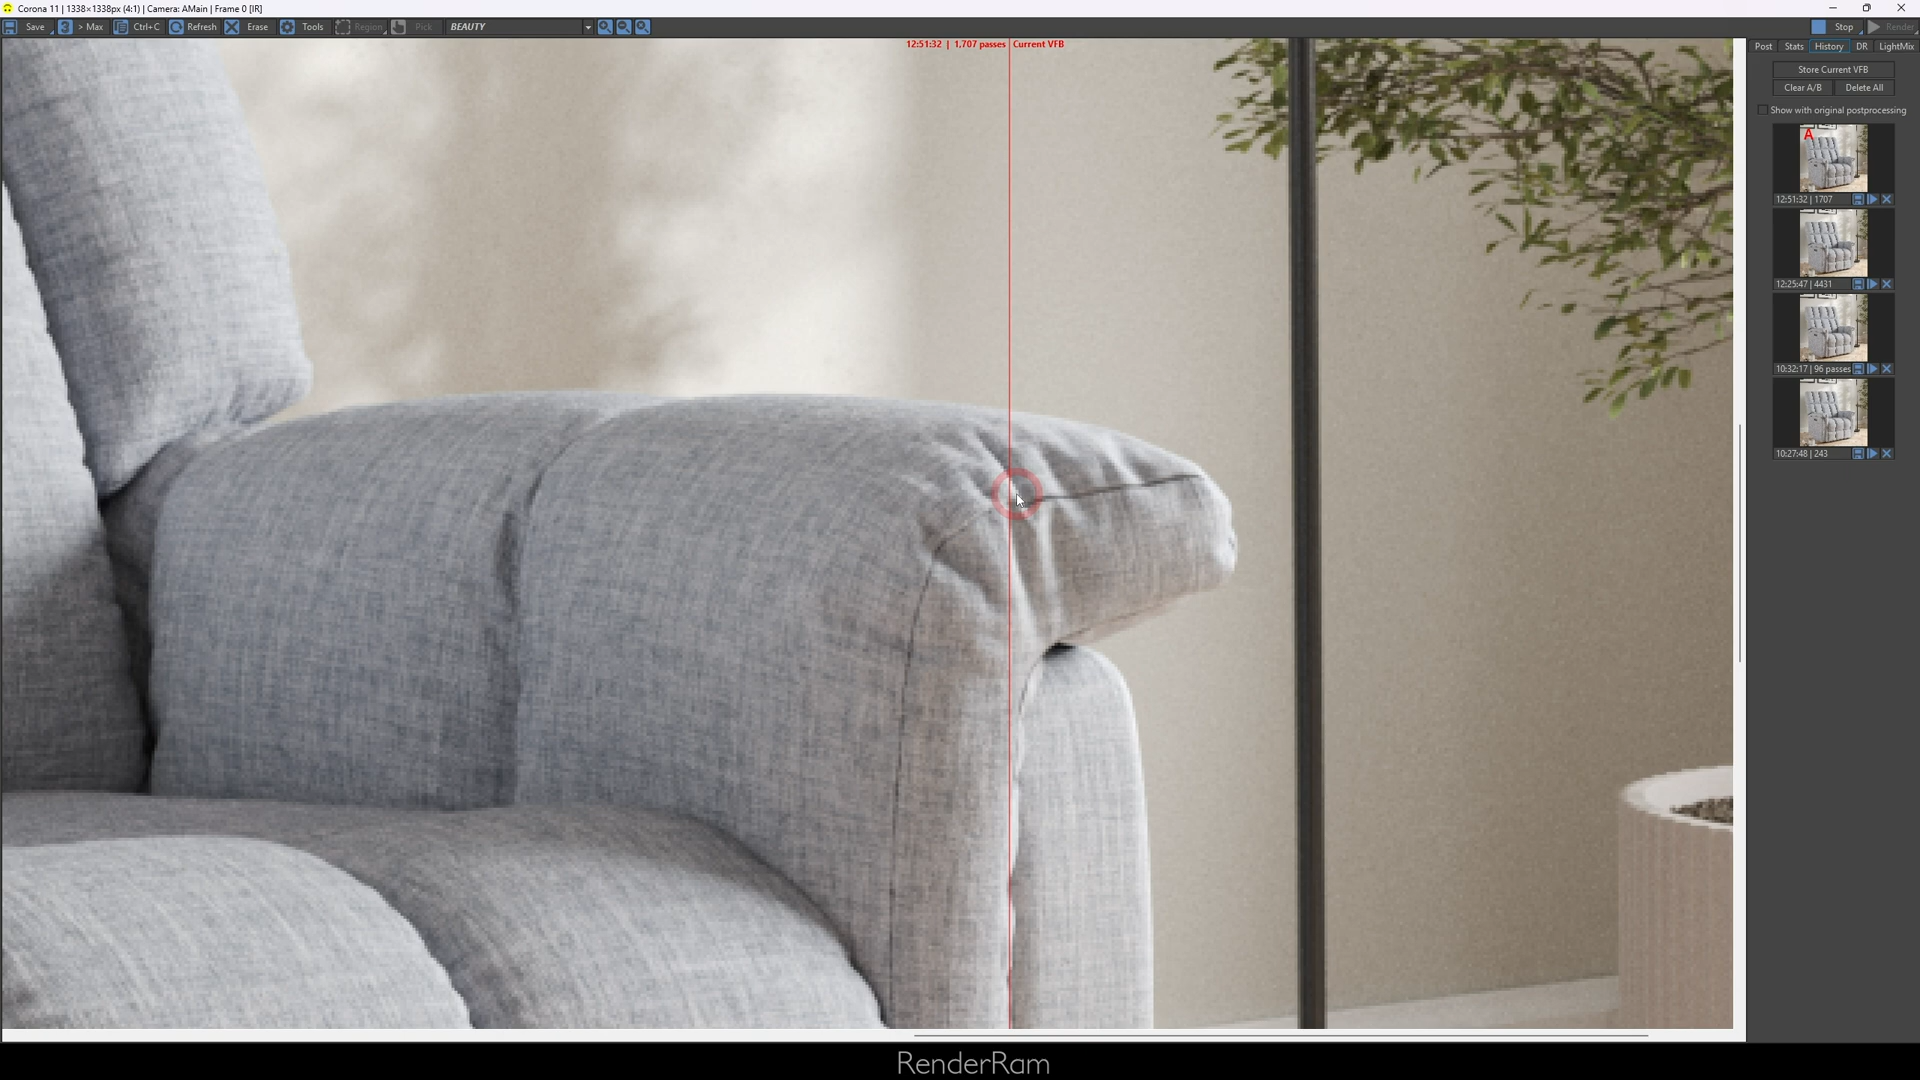 Corona 11 | 1338×1338px (4:1) | Camera: AMain | Frame 0 [IR]
Save 3 > Max Ctrl+C Refresh Erase Tools Region Pick BEAUTY Stop Render
12:51:32 | 1,707 passes Current VFB
Post Stats History DR LightMix
Store Current VFB
Clear A/B Delete All
Show with original postprocessing
A
12:51:32 | 1707
12:25:47 | 4431
10:32:17 | 96 passes
10:27:48 | 243
RenderRam